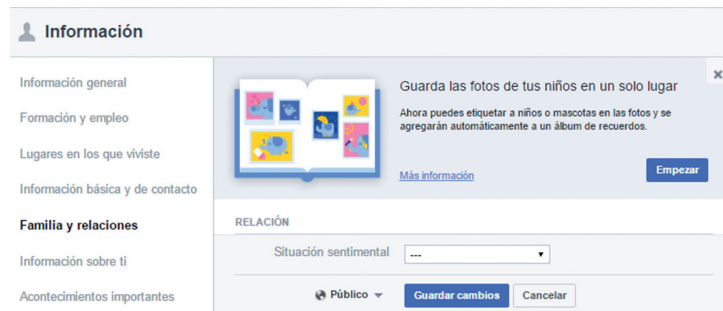 Información
Información general
Formación y empleo
Lugares en los que viviste
Información básica y de contacto
Familia y relaciones
Información sobre ti
Acontecimientos importantes
Guarda las fotos de tus niños en un solo lugar
Ahora puedes etiquetar a niños o mascotas en las fotos y se
agregarán automáticamente a un álbum de recuerdos.
Más información
Empezar
RELACIÓN
Situación sentimental
---
Público
Guardar cambios
Cancelar